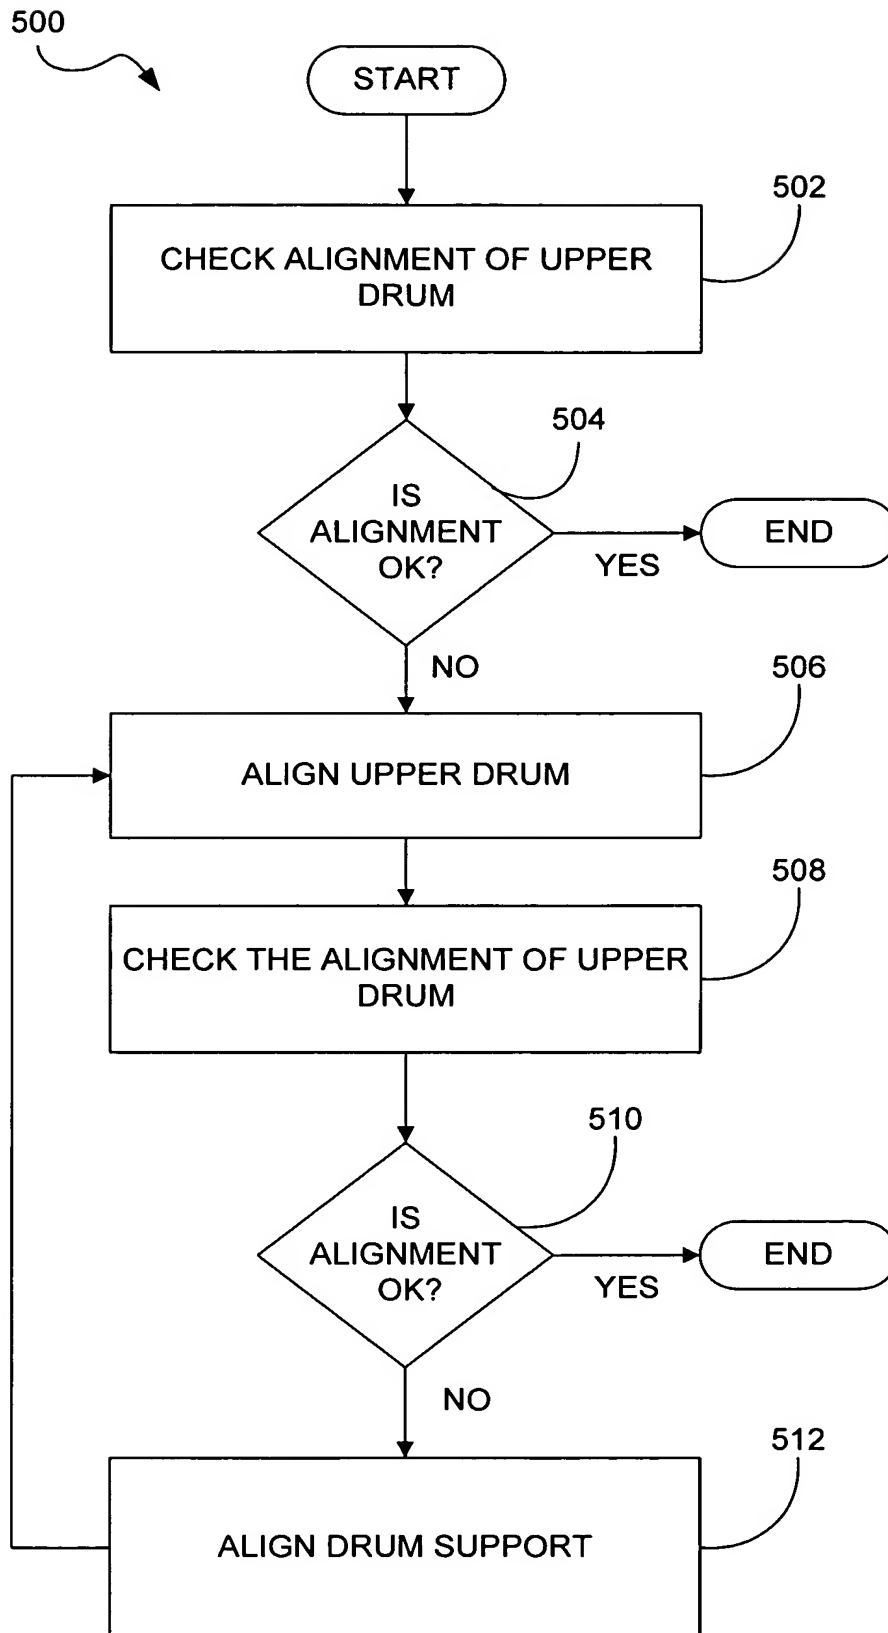 500
START
502
CHECK ALIGNMENT OF UPPER
DRUM
504
IS
ALIGNMENT
OK?
YES
END
NO
506
ALIGN UPPER DRUM
508
CHECK THE ALIGNMENT OF UPPER
DRUM
510
IS
ALIGNMENT
OK?
YES
END
NO
512
ALIGN DRUM SUPPORT